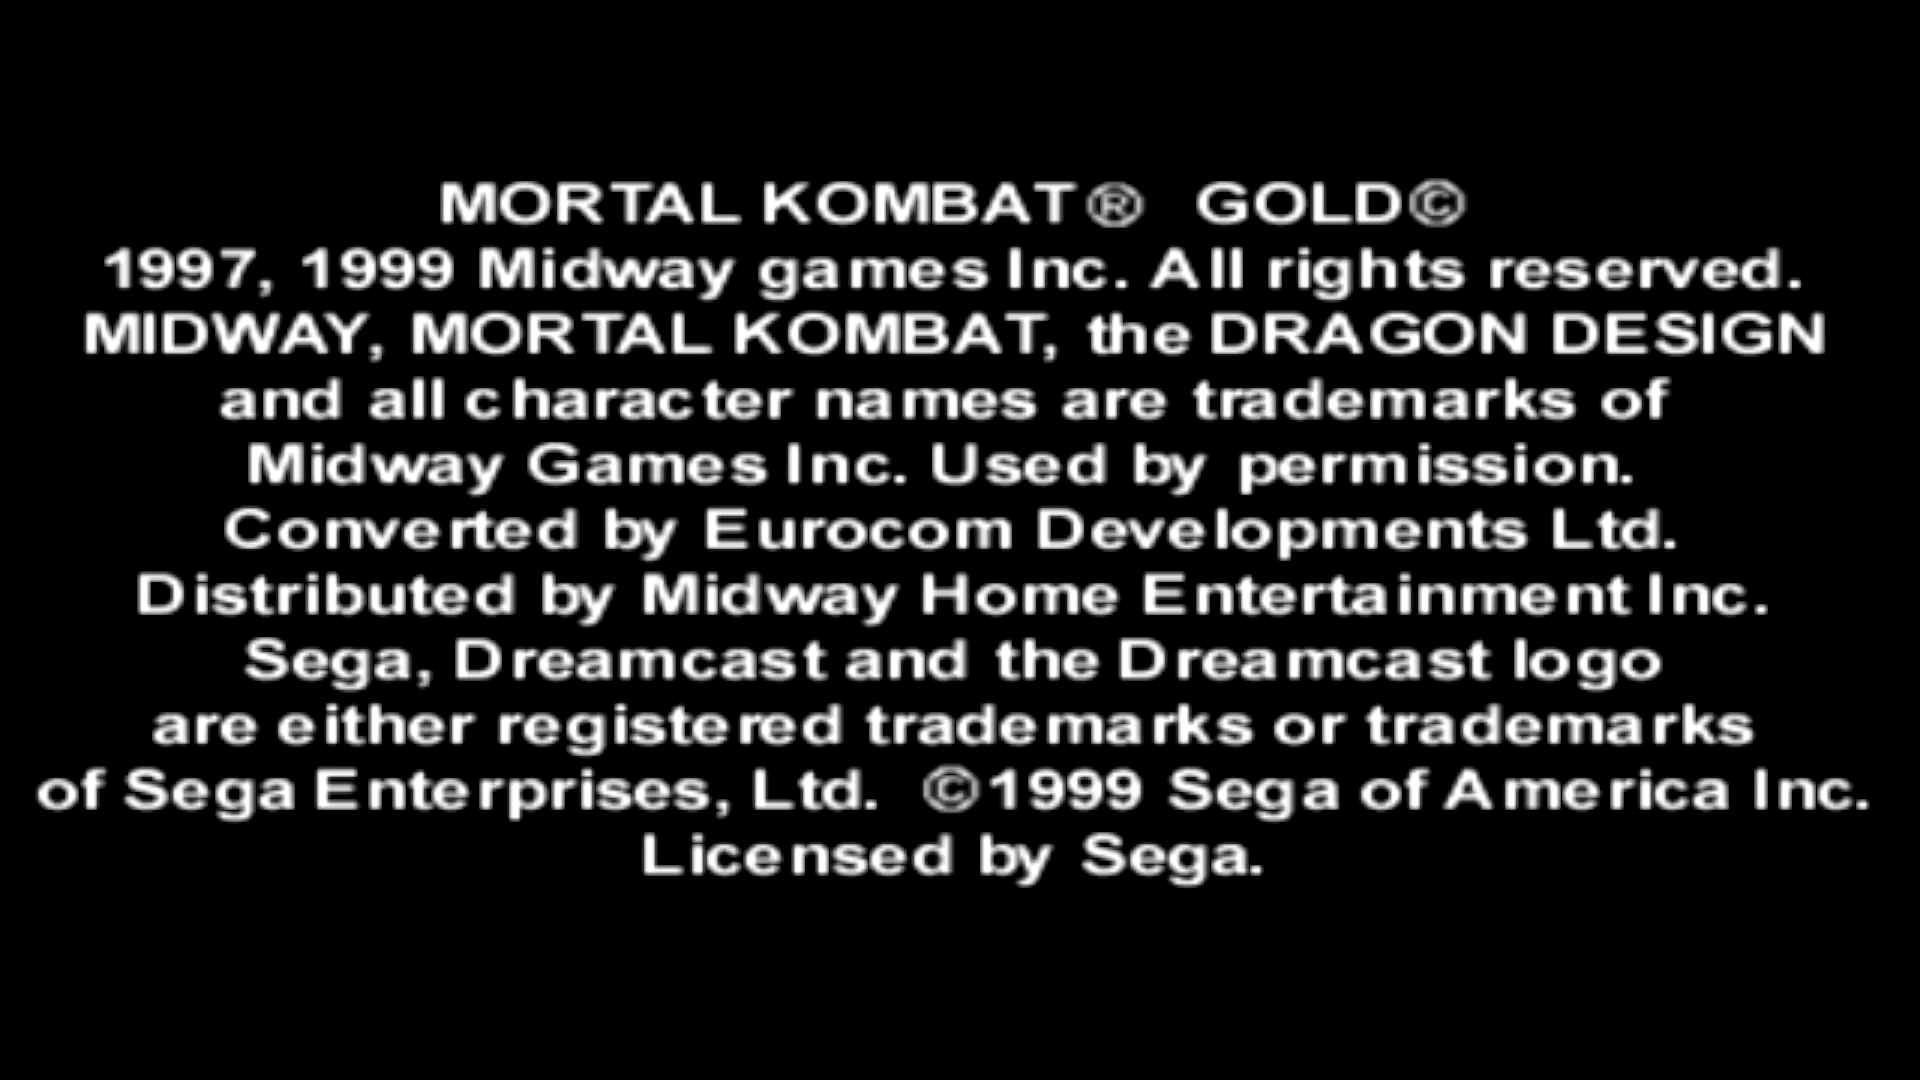 MORTAL KOMBAT® GOLD©
1997, 1999 Midway games Inc. All rights reserved.
MIDWAY, MORTAL KOMBAT, the DRAGON DESIGN
and all character names are trademarks of
Midway Games Inc. Used by permission.
Converted by Eurocom Developments Ltd.
Distributed by Midway Home Entertainment Inc.
Sega, Dreamcast and the Dreamcast logo
are either registered trademarks or trademarks
of Sega Enterprises, Ltd. ©1999 Sega of America Inc.
Licensed by Sega.